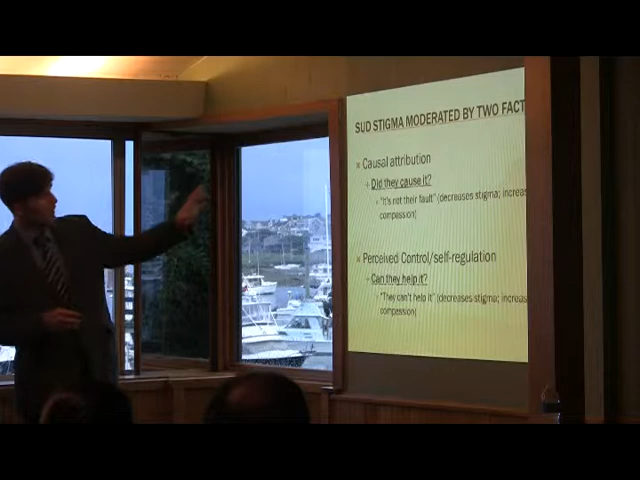 SUD STIGMA MODERATED BY TWO FACT
× Causal attribution
+ Did they cause it?
+ "It's not their fault" (decreases stigma; increas
compassion(
× Perceived Control/self-regulation
+ Can they help it?
+ "They can't help it" (decreases stigma; increas
compassion(